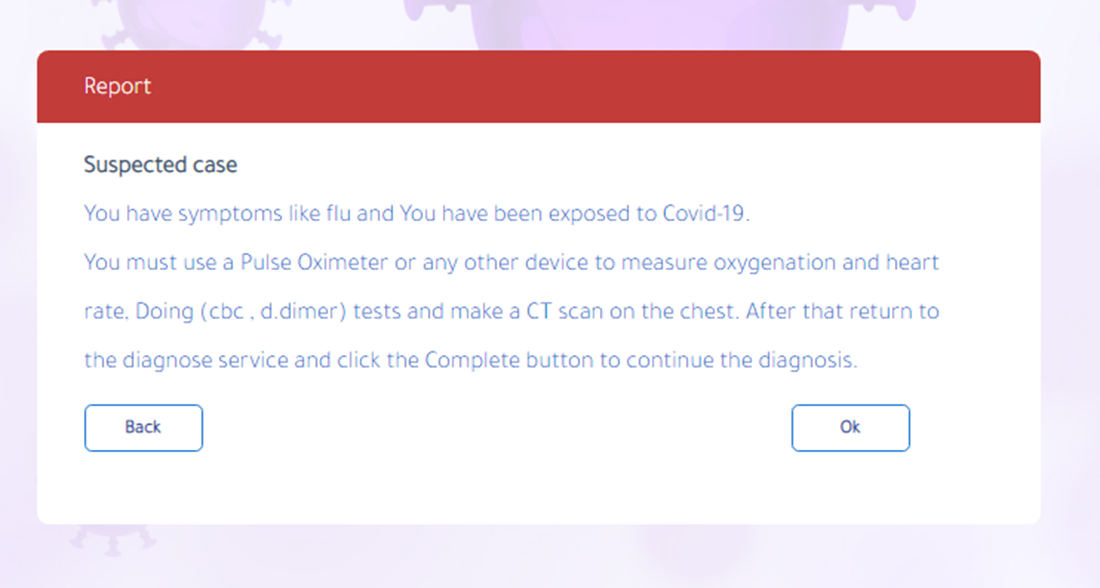 Report
Suspected case
You have symptoms like flu and You have been exposed to Covid-19.
You must use a Pulse Oximeter or any other device to measure oxygenation and heart
rate, Doing (cbc , d.dimer) tests and make a CT scan on the chest. After that return to
the diagnose service and click the Complete button to continue the diagnosis.
Back
Ok